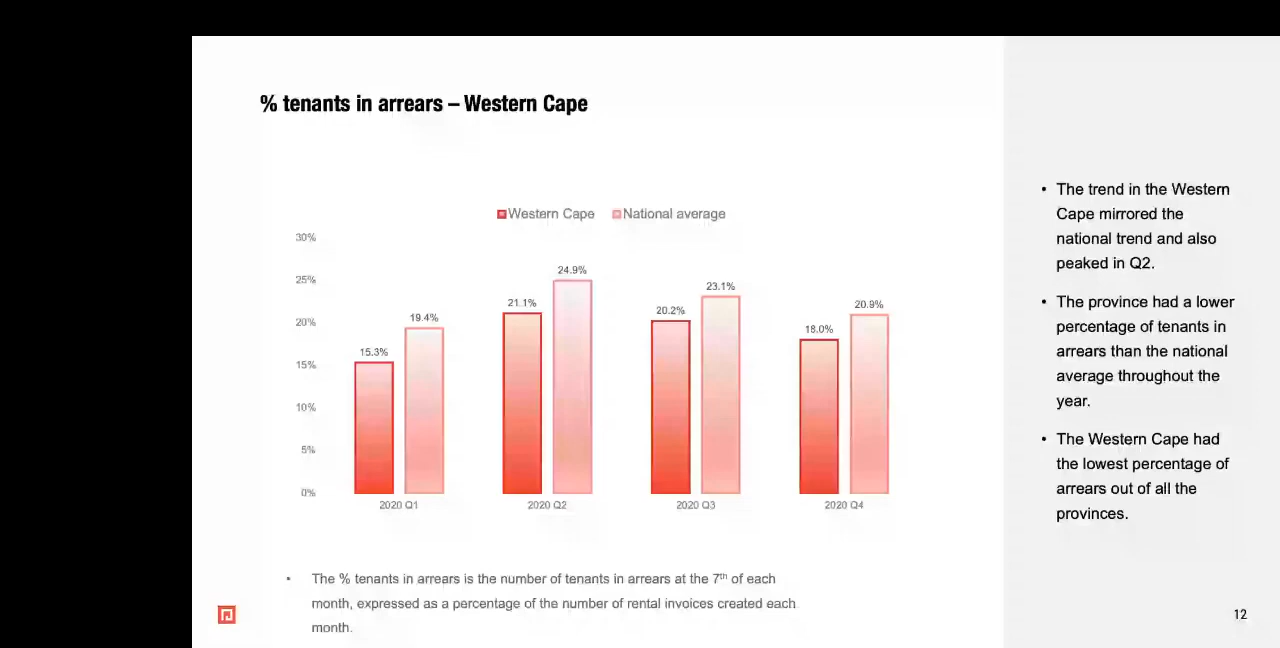 % tenants in arrears – Western Cape
Western Cape
National average
30%
25%
20%
15%
10%
5%
0%
15.3%
19.4%
21.1%
24.9%
20.2%
23.1%
18.0%
20.9%
2020 Q1
2020 Q2
2020 Q3
2020 Q4
• The % tenants in arrears is the number of tenants in arrears at the 7th of each
month, expressed as a percentage of the number of rental invoices created each
month.
• The trend in the Western
Cape mirrored the
national trend and also
peaked in Q2.
• The province had a lower
percentage of tenants in
arrears than the national
average throughout the
year.
• The Western Cape had
the lowest percentage of
arrears out of all the
provinces.
12